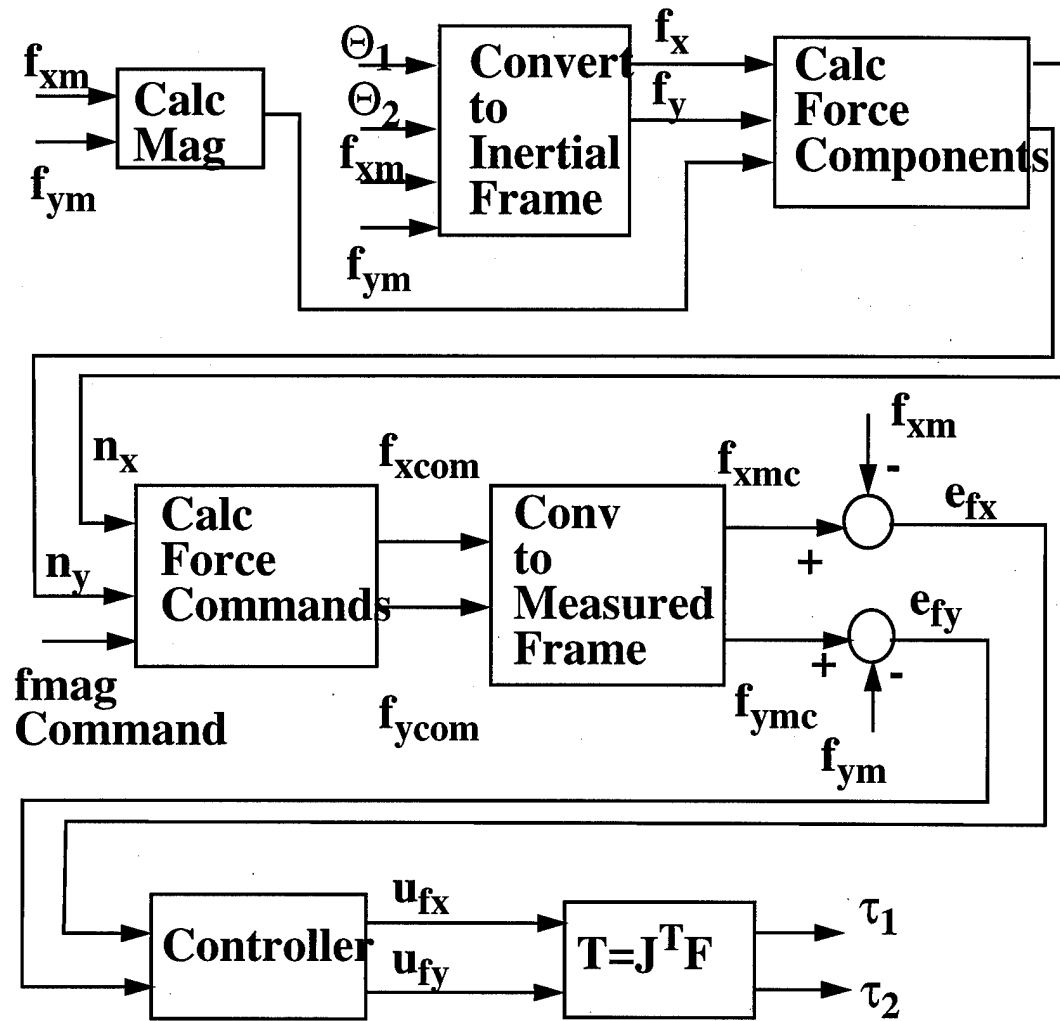 f_xm
f_ym
Calc
Mag
Θ_1
Θ_2
f_xm
f_ym
Convert
to
Inertial
Frame
f_x
f_y
Calc
Force
Components
n_x
n_y
fmag
Command
Calc
Force
Commands
f_xcom
f_ycom
Conv
to
Measured
Frame
f_xmc
f_ymc
f_xm
-
+
e_fx
e_fy
+
-
f_ym
Controller
u_fx
u_fy
T=J^TF
τ_1
τ_2